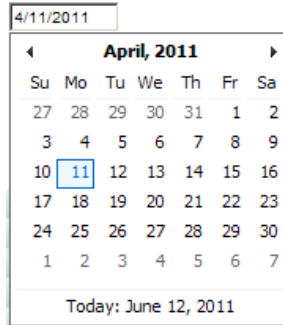 4/11/2011
April, 2011
Su Mo Tu We Th Fr Sa
27 28 29 30 31 1 2
3 4 5 6 7 8 9
10 11 12 13 14 15 16
17 18 19 20 21 22 23
24 25 26 27 28 29 30
1 2 3 4 5 6 7
Today: June 12, 2011